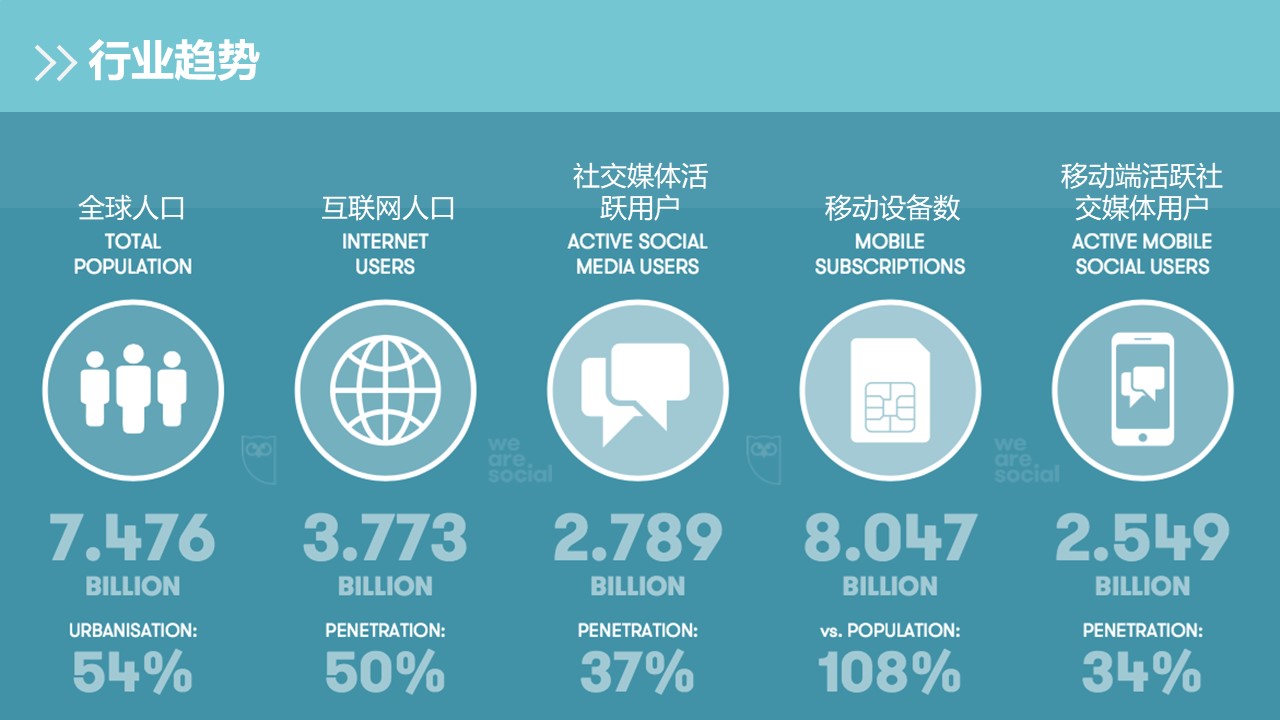 行业趋势
全球人口
TOTAL
POPULATION
7.476
BILLION
URBANISATION:
54%
互联网人口
INTERNET
USERS
3.773
BILLION
PENETRATION:
50%
社交媒体活
跃用户
ACTIVE SOCIAL
MEDIA USERS
2.789
BILLION
PENETRATION:
37%
移动设备数
MOBILE
SUBSCRIPTIONS
8.047
BILLION
vs. POPULATION:
108%
移动端活跃社
交媒体用户
ACTIVE MOBILE
SOCIAL USERS
2.549
BILLION
PENETRATION:
34%
we
are
social
we
are
social